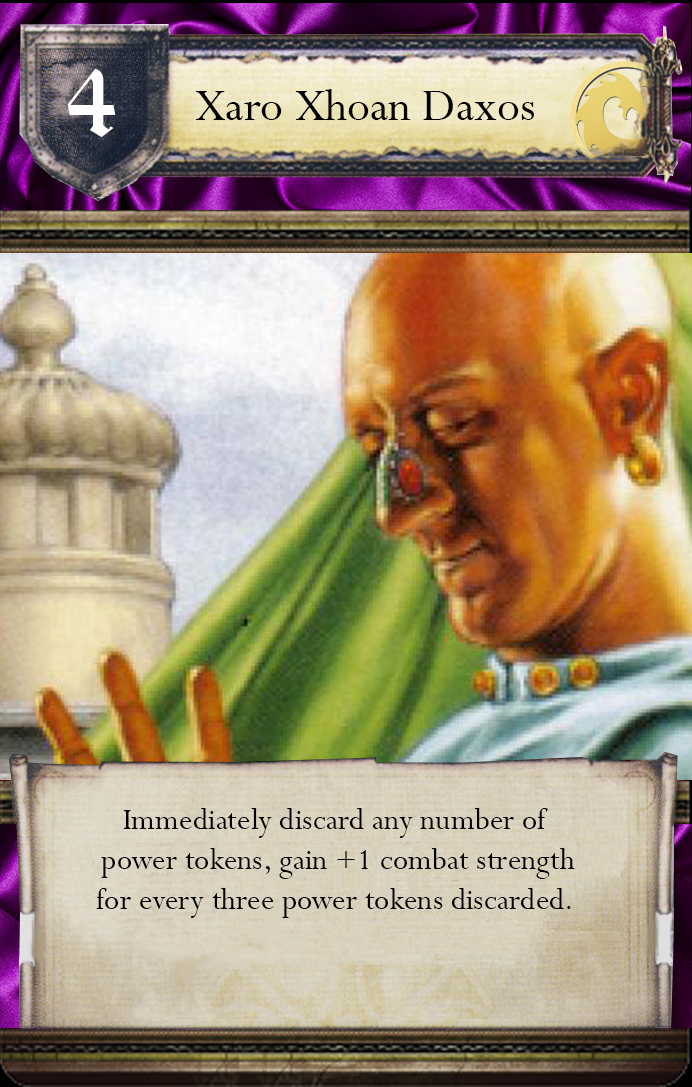 4
Xaro Xhoan Daxos
Immediately discard any number of
power tokens, gain +1 combat strength
for every three power tokens discarded.